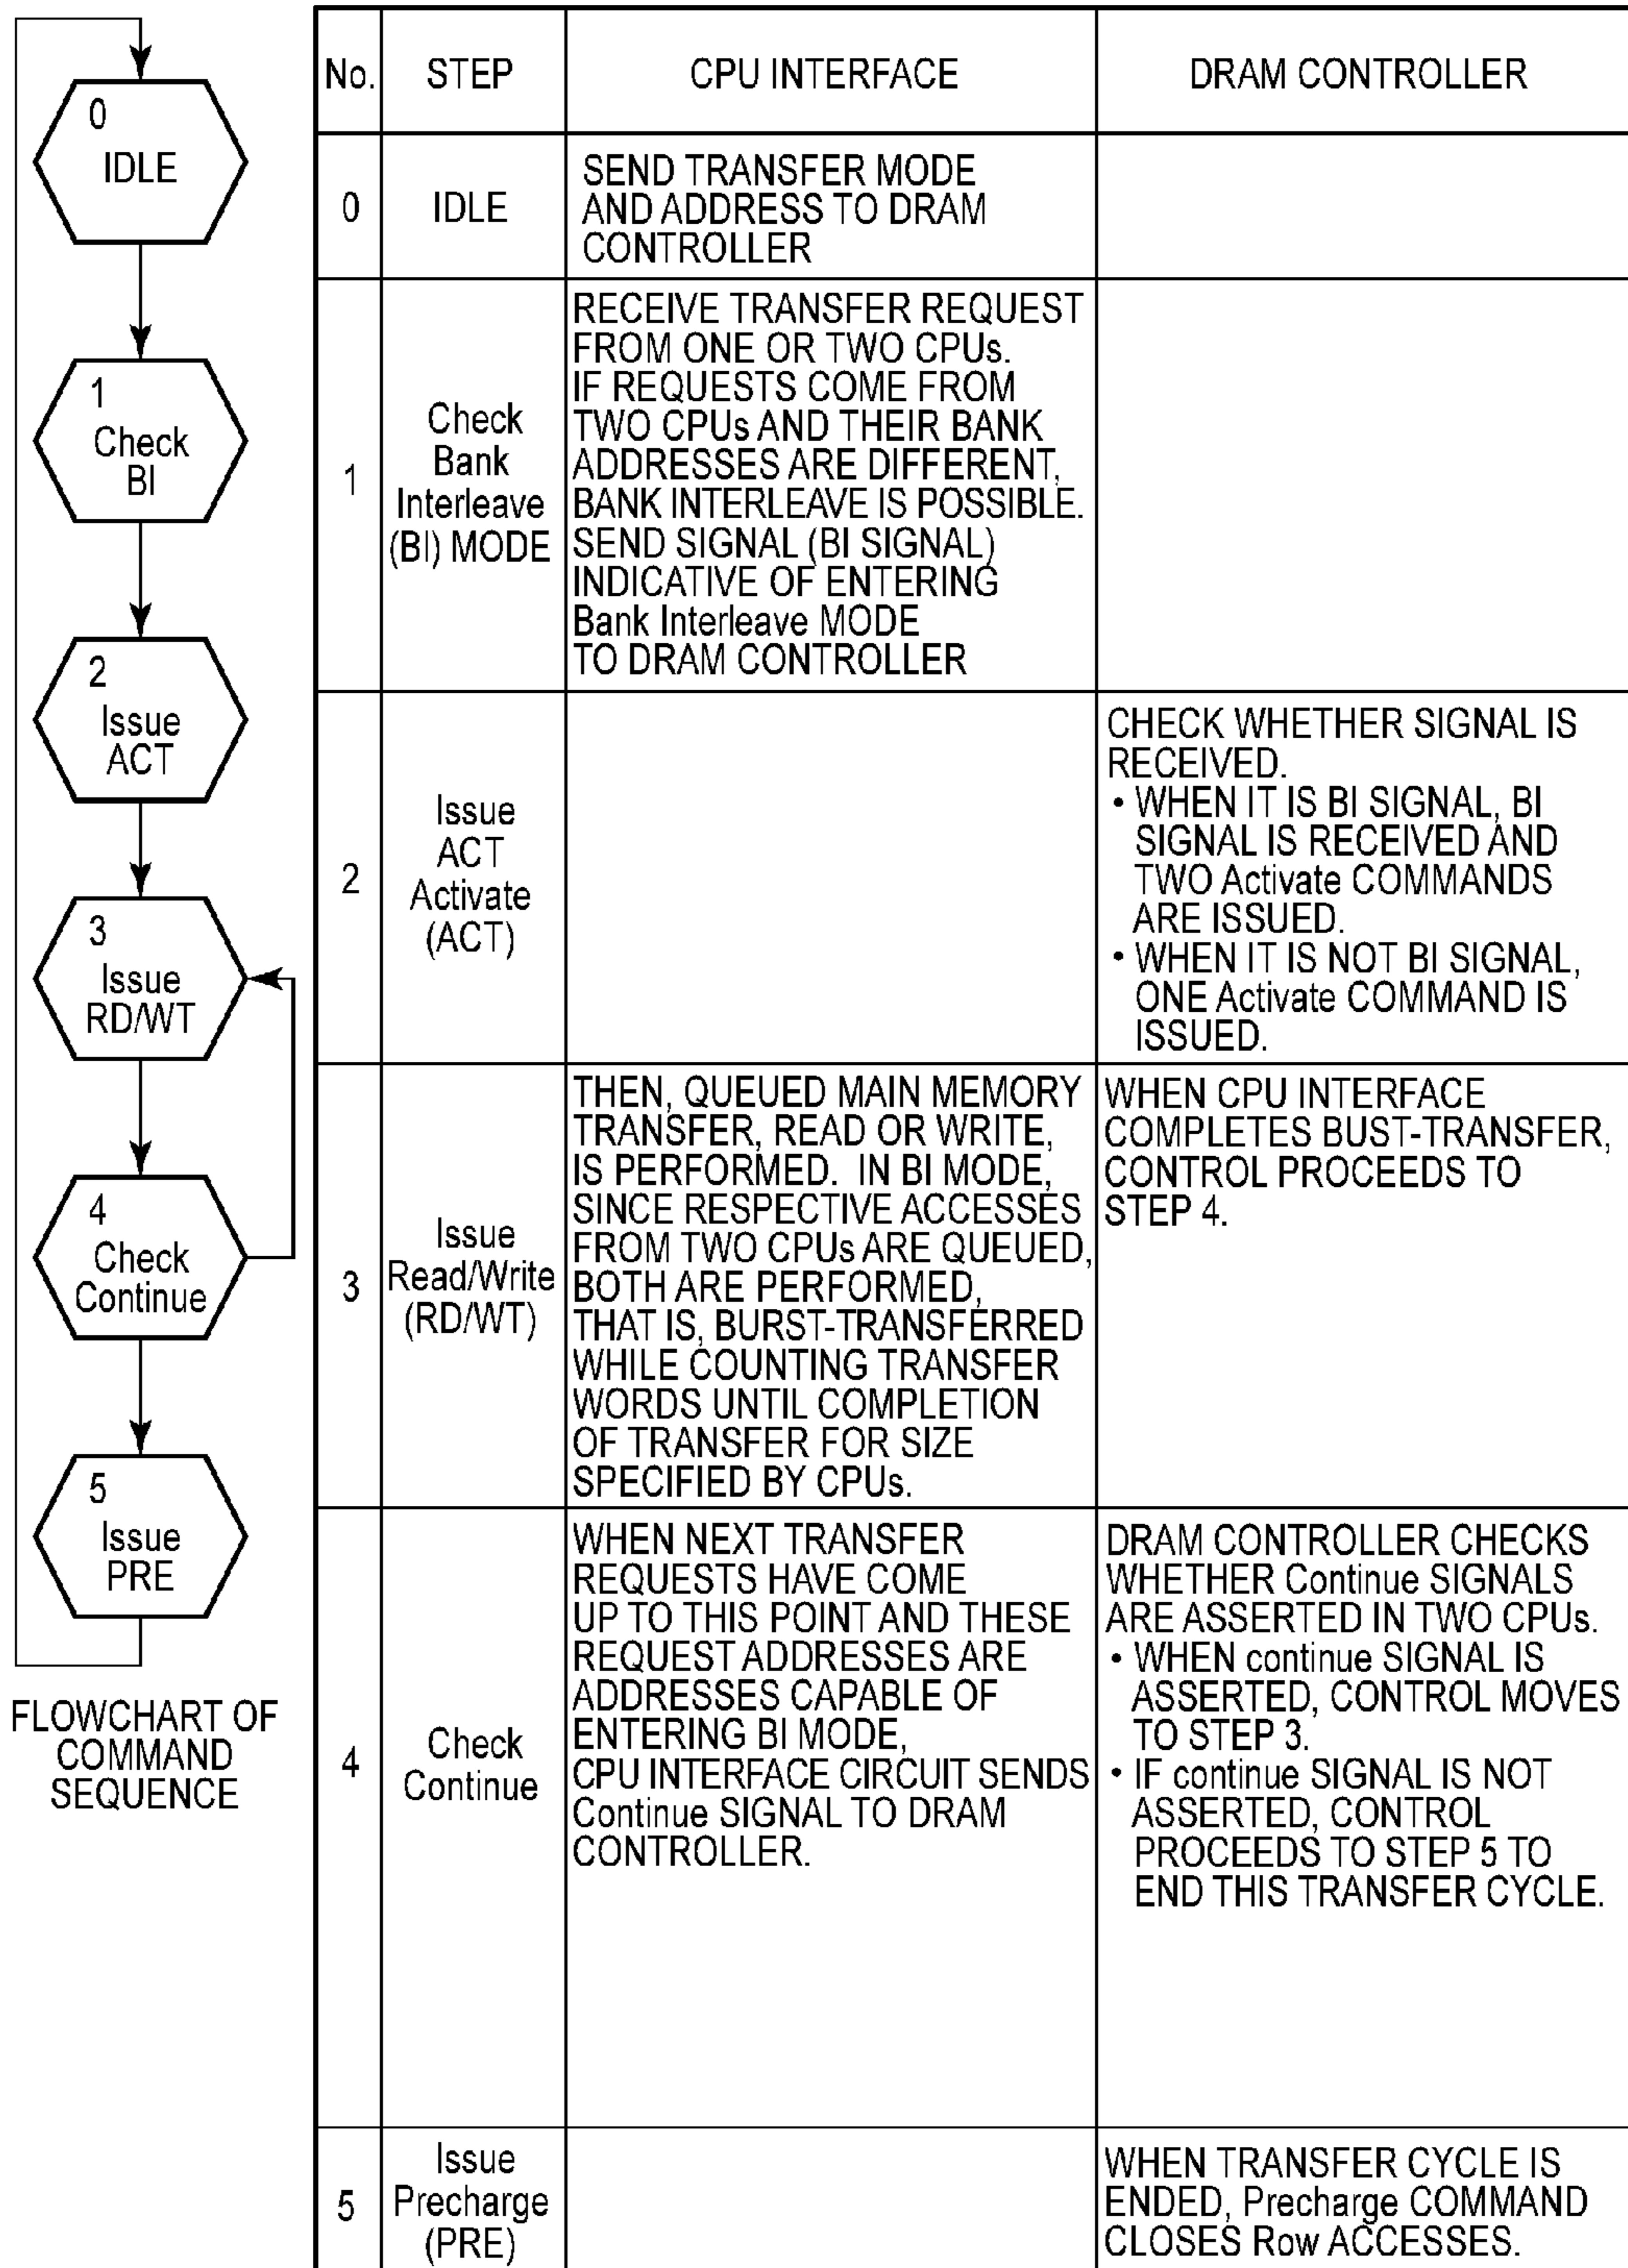 0
IDLE
1
Check
BI
2
Issue
ACT
3
Issue
RD/WT
4
Check
Continue
5
Issue
PRE
FLOWCHART OF
COMMAND
SEQUENCE
No.
STEP
CPU INTERFACE
DRAM CONTROLLER
0
IDLE
SEND TRANSFER MODE
AND ADDRESS TO DRAM
CONTROLLER
1
Check
Bank
Interleave
(BI) MODE
RECEIVE TRANSFER REQUEST
FROM ONE OR TWO CPUs.
IF REQUESTS COME FROM
TWO CPUs AND THEIR BANK
ADDRESSES ARE DIFFERENT,
BANK INTERLEAVE IS POSSIBLE.
SEND SIGNAL (BI SIGNAL)
INDICATIVE OF ENTERING
Bank Interleave MODE
TO DRAM CONTROLLER
2
Issue
ACT
Activate
(ACT)
CHECK WHETHER SIGNAL IS
RECEIVED.
• WHEN IT IS BI SIGNAL, BI
SIGNAL IS RECEIVED AND
TWO Activate COMMANDS
ARE ISSUED.
• WHEN IT IS NOT BI SIGNAL,
ONE Activate COMMAND IS
ISSUED.
3
Issue
Read/Write
(RD/WT)
THEN, QUEUED MAIN MEMORY
TRANSFER, READ OR WRITE,
IS PERFORMED. IN BI MODE,
SINCE RESPECTIVE ACCESSES
FROM TWO CPUs ARE QUEUED,
BOTH ARE PERFORMED,
THAT IS, BURST-TRANSFERRED
WHILE COUNTING TRANSFER
WORDS UNTIL COMPLETION
OF TRANSFER FOR SIZE
SPECIFIED BY CPUs.
WHEN CPU INTERFACE
COMPLETES BUST-TRANSFER,
CONTROL PROCEEDS TO
STEP 4.
4
Check
Continue
WHEN NEXT TRANSFER
REQUESTS HAVE COME
UP TO THIS POINT AND THESE
REQUEST ADDRESSES ARE
ADDRESSES CAPABLE OF
ENTERING BI MODE,
CPU INTERFACE CIRCUIT SENDS
Continue SIGNAL TO DRAM
CONTROLLER.
DRAM CONTROLLER CHECKS
WHETHER Continue SIGNALS
ARE ASSERTED IN TWO CPUs.
• WHEN continue SIGNAL IS
ASSERTED, CONTROL MOVES
TO STEP 3.
• IF continue SIGNAL IS NOT
ASSERTED, CONTROL
PROCEEDS TO STEP 5 TO
END THIS TRANSFER CYCLE.
5
Issue
Precharge
(PRE)
WHEN TRANSFER CYCLE IS
ENDED, Precharge COMMAND
CLOSES Row ACCESSES.